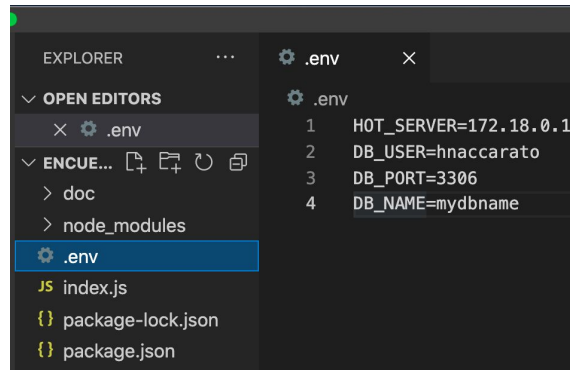 EXPLORER ...
OPEN EDITORS
.env
ENCUE...
doc
node_modules
.env
JS index.js
{} package-lock.json
{} package.json
.env
.env
1 HOT_SERVER=172.18.0.1
2 DB_USER=hnaccarato
3 DB_PORT=3306
4 DB_NAME=mydbname